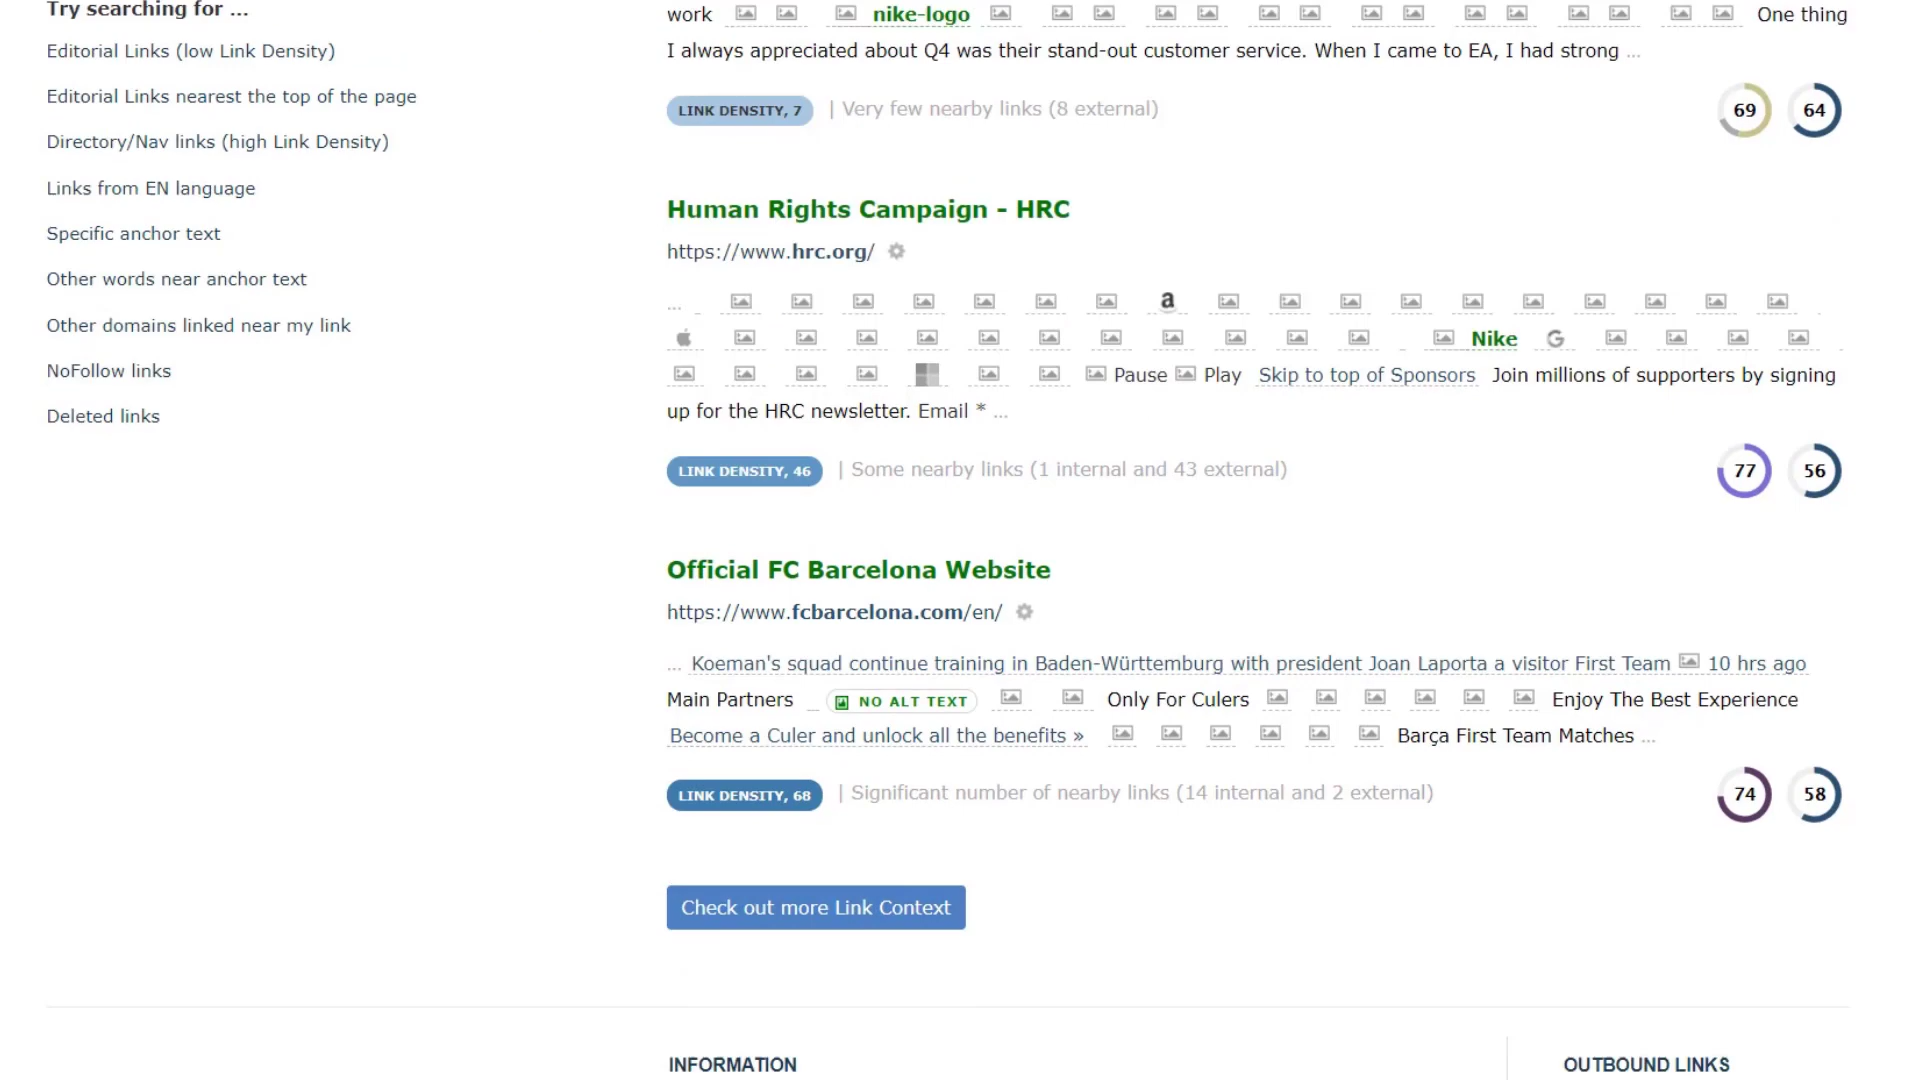 Try searching for ...
Editorial Links (low Link Density)
Editorial Links nearest the top of the page
Directory/Nav links (high Link Density)
Links from EN language
Specific anchor text
Other words near anchor text
Other domains linked near my link
NoFollow links
Deleted links
work nike-logo One thing
I always appreciated about Q4 was their stand-out customer service. When I came to EA, I had strong ...
LINK DENSITY, 7 | Very few nearby links (8 external)
69 64
Human Rights Campaign - HRC
https://www.hrc.org/
... a
Nike G
Pause Play Skip to top of Sponsors Join millions of supporters by signing
up for the HRC newsletter. Email * ...
LINK DENSITY, 46 | Some nearby links (1 internal and 43 external)
77 56
Official FC Barcelona Website
https://www.fcbarcelona.com/en/
... Koeman's squad continue training in Baden-Württemburg with president Joan Laporta a visitor First Team 10 hrs ago
Main Partners NO ALT TEXT Only For Culers Enjoy The Best Experience
Become a Culer and unlock all the benefits » Barça First Team Matches ...
LINK DENSITY, 68 | Significant number of nearby links (14 internal and 2 external)
74 58
Check out more Link Context
INFORMATION
OUTBOUND LINKS